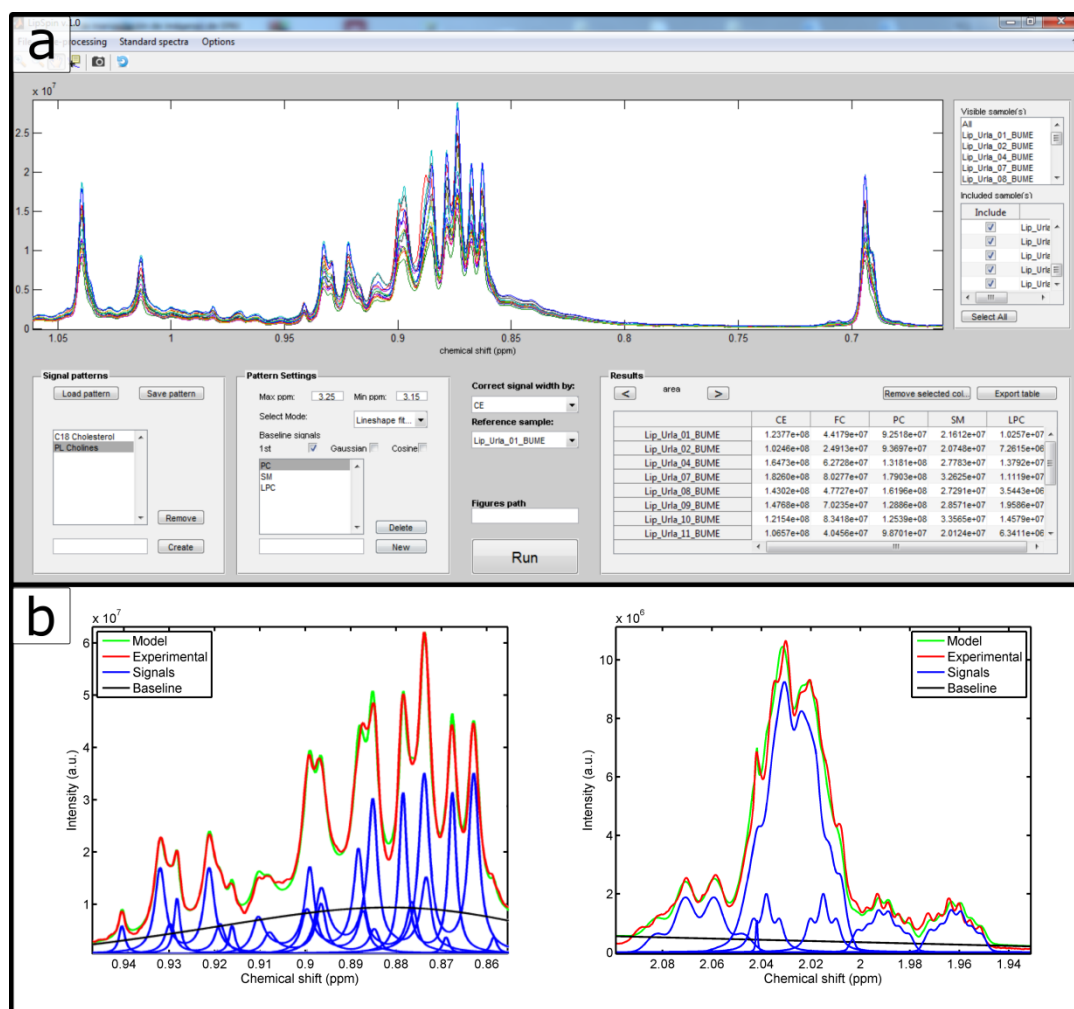 a
LipSpin v.1.0
processing Standard spectra Options
x 10^7
2.5
2
1.5
1
0.5
0
1.05 1 0.95 0.9 0.85 0.8 0.75 0.7
chemical shift (ppm)
Visible sample(s)
All
Lip_Urla_01_BUME
Lip_Urla_02_BUME
Lip_Urla_04_BUME
Lip_Urla_07_BUME
Lip_Urla_08_BUME
Included sample(s)
Include
Lip_Urla
Lip_Urla
Lip_Urla
Lip_Urla
Lip_Urla
Select All
Signal patterns
Load pattern Save pattern
C18 Cholesterol
PL Cholines
Remove
Create
Pattern Settings
Max ppm: 3.25 Min ppm: 3.15
Select Mode: Lineshape fit...
Baseline signals
1st Gaussian Cosine
PC
SM
LPC
Delete
New
Correct signal width by:
CE
Reference sample:
Lip_Urla_01_BUME
Figures path
Run
Results
< area > Remove selected col.. Export table
CE FC PC SM LPC
Lip_Urla_01_BUME 1.2377e+08 4.4179e+07 9.2518e+07 2.1612e+07 1.0257e+07
Lip_Urla_02_BUME 1.0246e+08 2.4913e+07 9.3697e+07 2.0748e+07 7.2615e+06
Lip_Urla_04_BUME 1.6473e+08 6.2728e+07 1.3181e+08 2.7783e+07 1.3792e+07
Lip_Urla_07_BUME 1.8260e+08 8.0277e+07 1.7903e+08 3.2625e+07 1.1119e+07
Lip_Urla_08_BUME 1.4302e+08 4.7727e+07 1.6196e+08 2.7291e+07 3.5443e+06
Lip_Urla_09_BUME 1.4768e+08 7.0235e+07 1.2886e+08 2.8571e+07 1.9586e+07
Lip_Urla_10_BUME 1.2154e+08 8.3418e+07 1.2539e+08 3.3565e+07 1.4579e+07
Lip_Urla_11_BUME 1.0657e+08 4.0456e+07 9.8701e+07 2.0124e+07 6.3411e+06
b
x 10^7
6
5
4
3
2
1
Intensity (a.u.)
Model
Experimental
Signals
Baseline
0.94 0.93 0.92 0.91 0.9 0.89 0.88 0.87 0.86
Chemical shift (ppm)
x 10^6
10
8
6
4
2
0
Intensity (a.u.)
Model
Experimental
Signals
Baseline
2.08 2.06 2.04 2.02 2 1.98 1.96 1.94
Chemical shift (ppm)